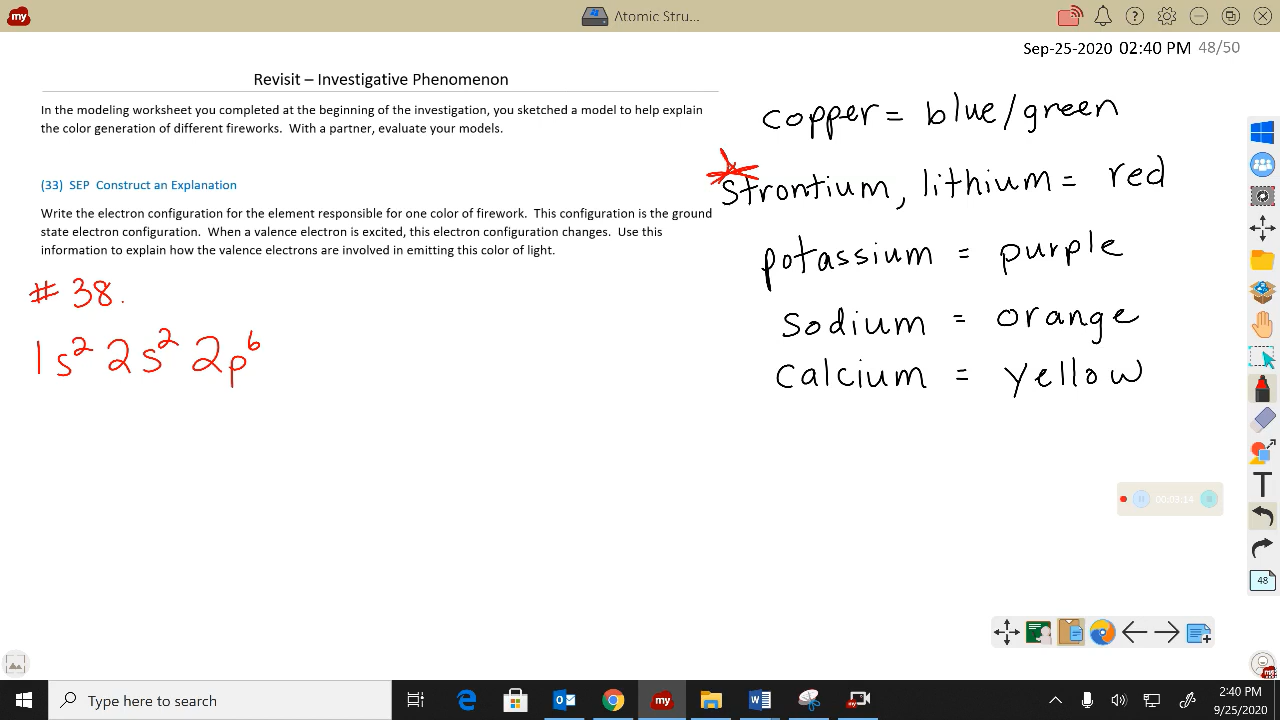 my
Atomic Stru...
Sep-25-2020 02:40 PM 48/50
Revisit – Investigative Phenomenon
In the modeling worksheet you completed at the beginning of the investigation, you sketched a model to help explain
the color generation of different fireworks. With a partner, evaluate your models.
(33) SEP Construct an Explanation
Write the electron configuration for the element responsible for one color of firework. This configuration is the ground
state electron configuration. When a valence electron is excited, this electron configuration changes. Use this
information to explain how the valence electrons are involved in emitting this color of light.
# 38.
1s² 2s² 2p⁶
copper = blue/green
Strontium, lithium = red
potassium = purple
sodium = orange
calcium = yellow
00:03:14
T
48
Type here to search
my
2:40 PM
9/25/2020